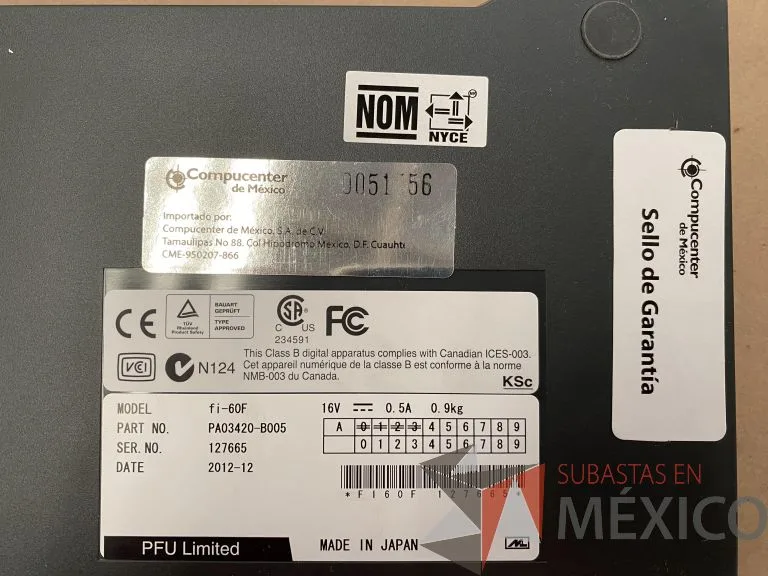 NOM
NYCE
Compucenter
de México
Importado por:
Compucenter de México, S.A. de C.V.
Tamaulipas No 88. Col Hipodromo México, D.F. Cuauhte
CME-950207-866
Compucenter
de México
Sello de Garantía
CE
TÜV
Rheinland
Product Safety
BAUART
GEPRÜFT
TYPE
APPROVED
SA
C US
234591
FC
VCI
N124
This Class B digital apparatus complies with Canadian ICES-003.
Cet appareil numérique de la classe B est conforme à la norme
NMB-003 du Canada.
KSc
MODEL fi-60F 16V 0.5A 0.9kg
PART NO. PA03420-B005 A 0 1 2 3 4 5 6 7 8 9
SER.NO. 127665 0 1 2 3 4 5 6 7 8 9
DATE 2012-12
*FI60F 127665*
PFU Limited MADE IN JAPAN
SUBASTAS EN
MÉXICO